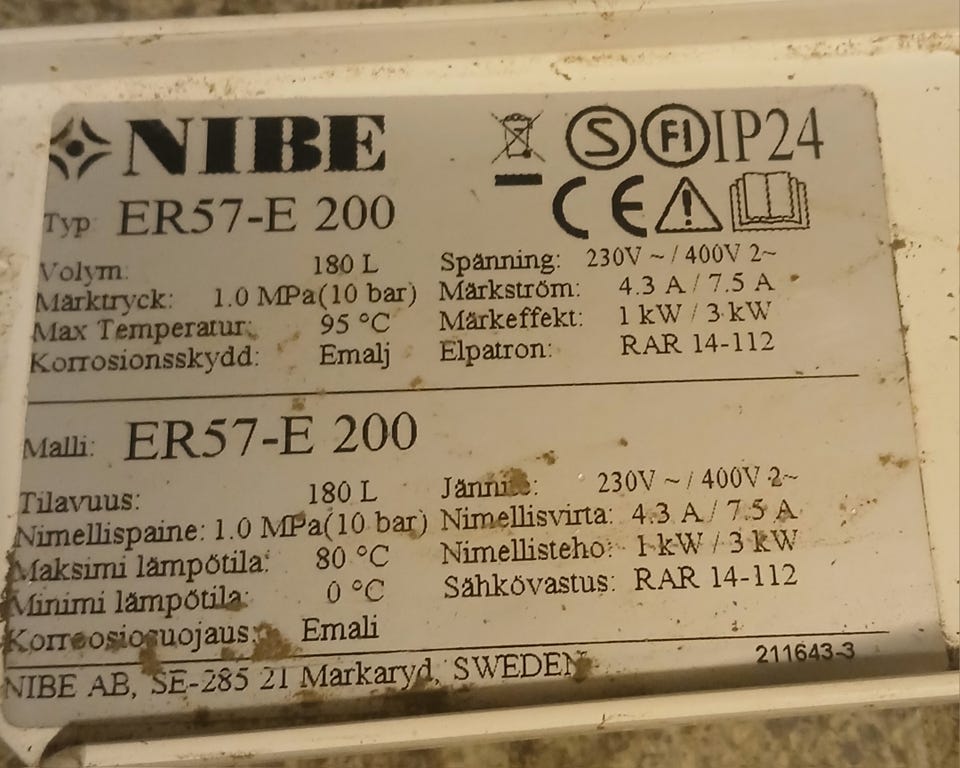 NIBE S FI IP24
CE
Typ ER57-E 200
Volym: 180 L Spänning: 230V ~ / 400V 2~
Märktryck: 1.0 MPa(10 bar) Märkström: 4.3 A / 7.5 A
Max Temperatur: 95 °C Märkeffekt: 1 kW / 3 kW
Korrosionsskydd: Emalj Elpatron: RAR 14-112
Malli: ER57-E 200
Tilavuus: 180 L Jännite: 230V ~ / 400V 2~
Nimellispaine: 1.0 MPa(10 bar) Nimellisvirta: 4.3 A / 7.5 A
Maksimi lämpötila: 80 °C Nimellisteho: 1 kW / 3 kW
Minimi lämpötila: 0 °C Sähkövastus: RAR 14-112
Korroosiosuojaus: Emali
NIBE AB, SE-285 21 Markaryd, SWEDEN 211643-3